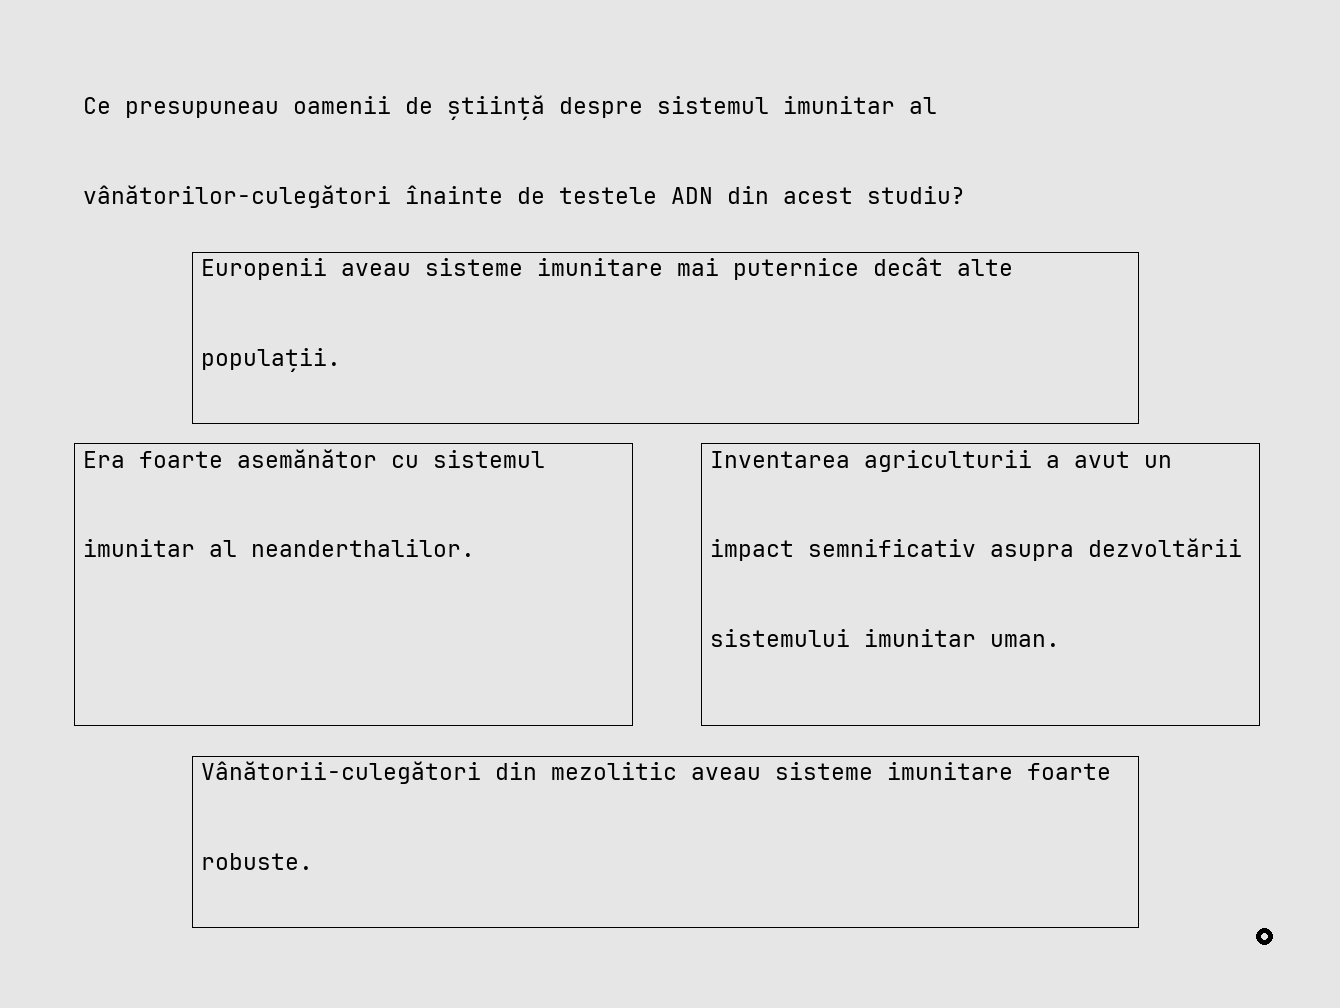 Ce presupuneau oamenii de știință despre sistemul imunitar al
vânătorilor-culegători înainte de testele ADN din acest studiu?
Europenii aveau sisteme imunitare mai puternice decât alte
populații.
Era foarte asemănător cu sistemul
imunitar al neanderthalilor.
Inventarea agriculturii a avut un
impact semnificativ asupra dezvoltării
sistemului imunitar uman.
Vânătorii-culegători din mezolitic aveau sisteme imunitare foarte
robuste.